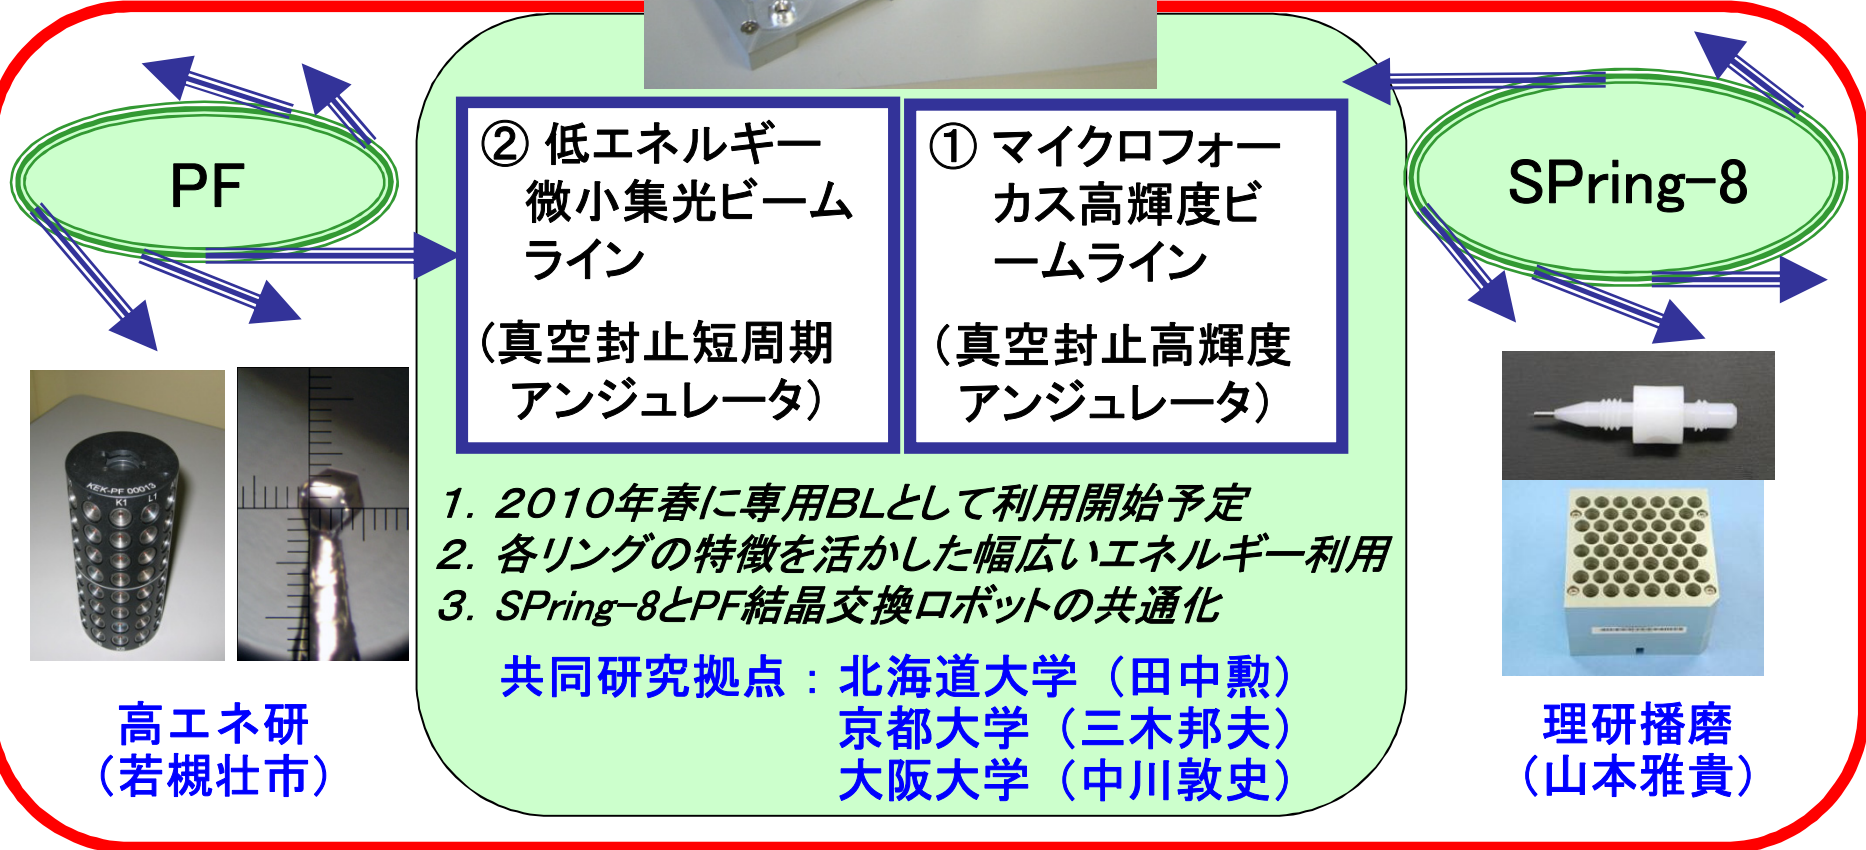 PF
② 低エネルギー
微小集光ビーム
ライン
(真空封止短周期
アンジュレータ)
① マイクロフォー
カス高輝度ビ
ームライン
(真空封止高輝度
アンジュレータ)
SPring-8
KEK-PF 00013
K1
L1
1. 2010年春に専用BLとして利用開始予定
2. 各リングの特徴を活かした幅広いエネルギー利用
3. SPring-8とPF結晶交換ロボットの共通化
共同研究拠点：北海道大学（田中勲）
京都大学（三木邦夫）
大阪大学（中川敦史）
高エネ研
（若槻壮市）
理研播磨
（山本雅貴）